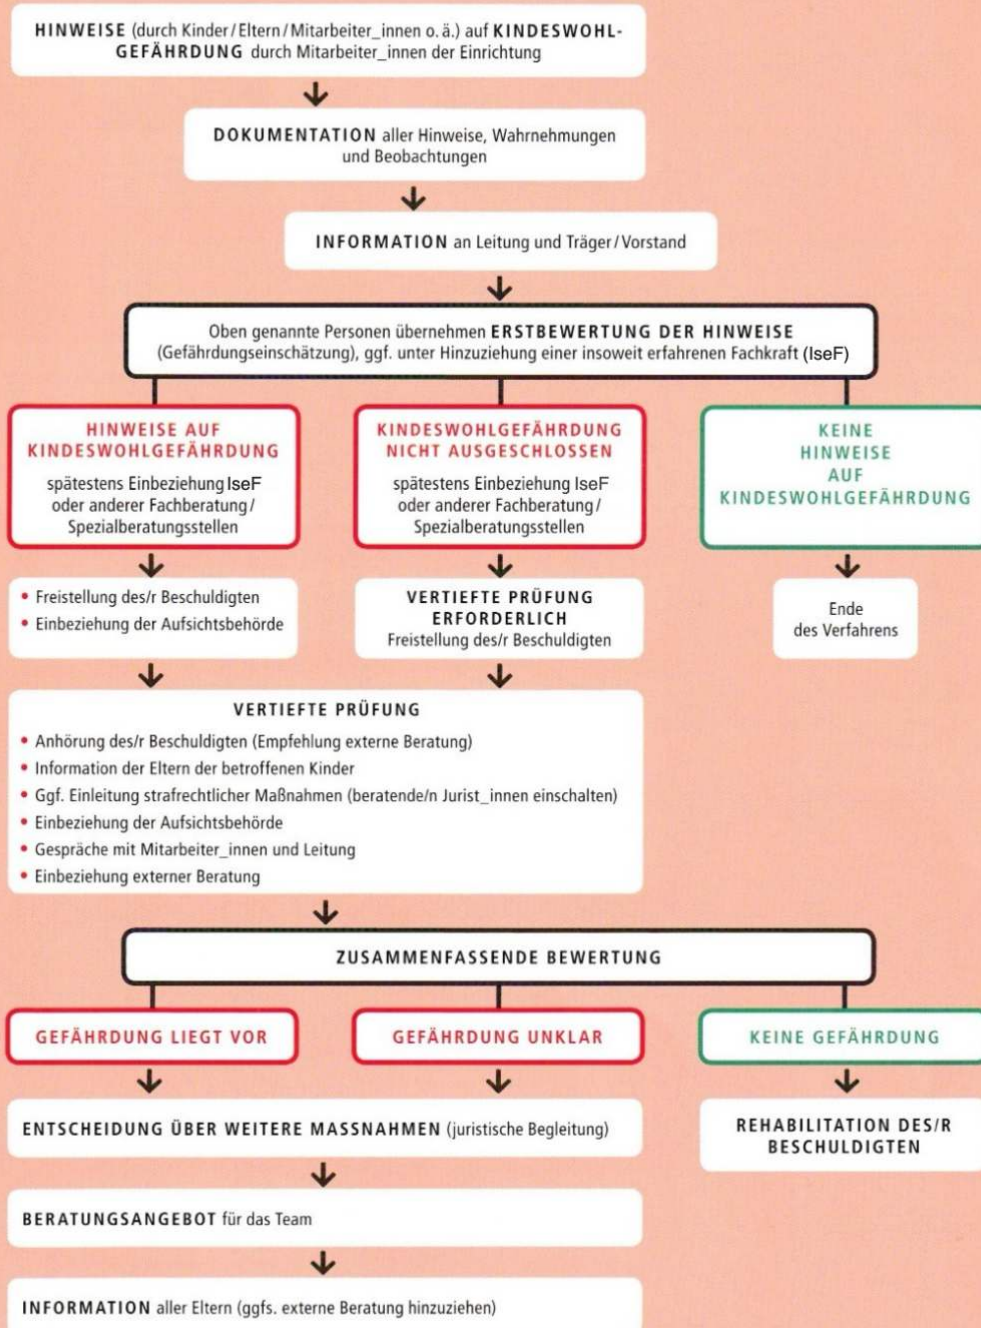 HINWEISE (durch Kinder/Eltern/Mitarbeiter_innen o. ä.) auf KINDESWOHL-
GEFÄHRDUNG durch Mitarbeiter_innen der Einrichtung
DOKUMENTATION aller Hinweise, Wahrnehmungen
und Beobachtungen
INFORMATION an Leitung und Träger/Vorstand
Oben genannte Personen übernehmen ERSTBEWERTUNG DER HINWEISE
(Gefährdungseinschätzung), ggf. unter Hinzuziehung einer insoweit erfahrenen Fachkraft (IseF)
HINWEISE AUF
KINDESWOHLGEFÄHRDUNG
spätestens Einbeziehung IseF
oder anderer Fachberatung/
Spezialberatungsstellen
KINDESWOHLGEFÄHRDUNG
NICHT AUSGESCHLOSSEN
spätestens Einbeziehung IseF
oder anderer Fachberatung/
Spezialberatungsstellen
KEINE
HINWEISE
AUF
KINDESWOHLGEFÄHRDUNG
• Freistellung des/r Beschuldigten
• Einbeziehung der Aufsichtsbehörde
VERTIEFTE PRÜFUNG
ERFORDERLICH
Freistellung des/r Beschuldigten
Ende
des Verfahrens
VERTIEFTE PRÜFUNG
• Anhörung des/r Beschuldigten (Empfehlung externe Beratung)
• Information der Eltern der betroffenen Kinder
• Ggf. Einleitung strafrechtlicher Maßnahmen (beratende/n Jurist_innen einschalten)
• Einbeziehung der Aufsichtsbehörde
• Gespräche mit Mitarbeiter_innen und Leitung
• Einbeziehung externer Beratung
ZUSAMMENFASSENDE BEWERTUNG
GEFÄHRDUNG LIEGT VOR
GEFÄHRDUNG UNKLAR
KEINE GEFÄHRDUNG
ENTSCHEIDUNG ÜBER WEITERE MASSNAHMEN (juristische Begleitung)
REHABILITATION DES/R
BESCHULDIGTEN
BERATUNGSANGEBOT für das Team
INFORMATION aller Eltern (ggfs. externe Beratung hinzuziehen)